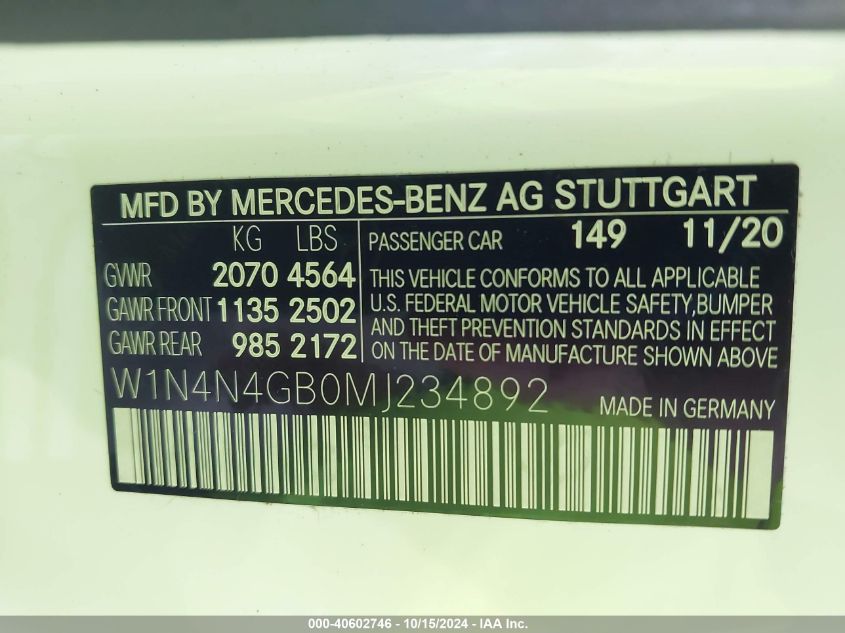 MFD BY MERCEDES-BENZ AG STUTTGART
KG LBS
GVWR 2070 4564
GAWR FRONT 1135 2502
GAWR REAR 985 2172
PASSENGER CAR 149 11/20
THIS VEHICLE CONFORMS TO ALL APPLICABLE
U.S. FEDERAL MOTOR VEHICLE SAFETY,BUMPER
AND THEFT PREVENTION STANDARDS IN EFFECT
ON THE DATE OF MANUFACTURE SHOWN ABOVE
W1N4N4GB0MJ234892
MADE IN GERMANY
000-40602746 - 10/15/2024 - IAA Inc.